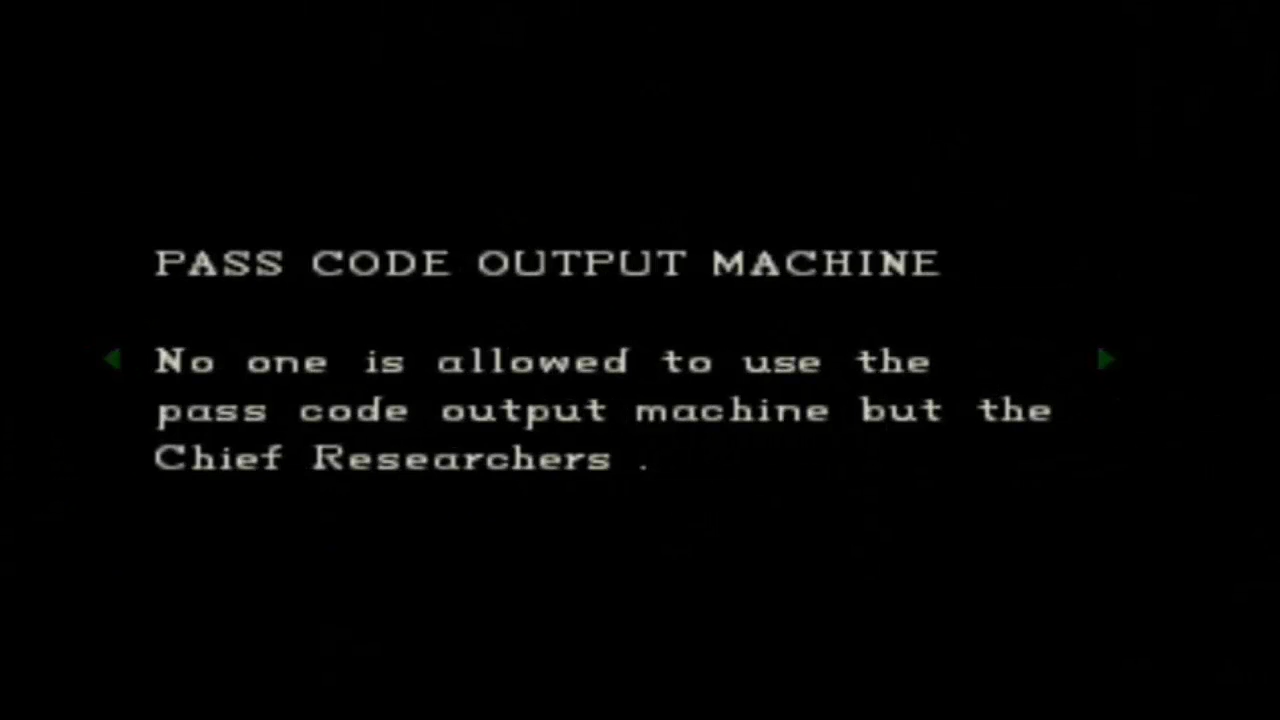 PASS CODE OUTPUT MACHINE
No one is allowed to use the
pass code output machine but the
Chief Researchers .